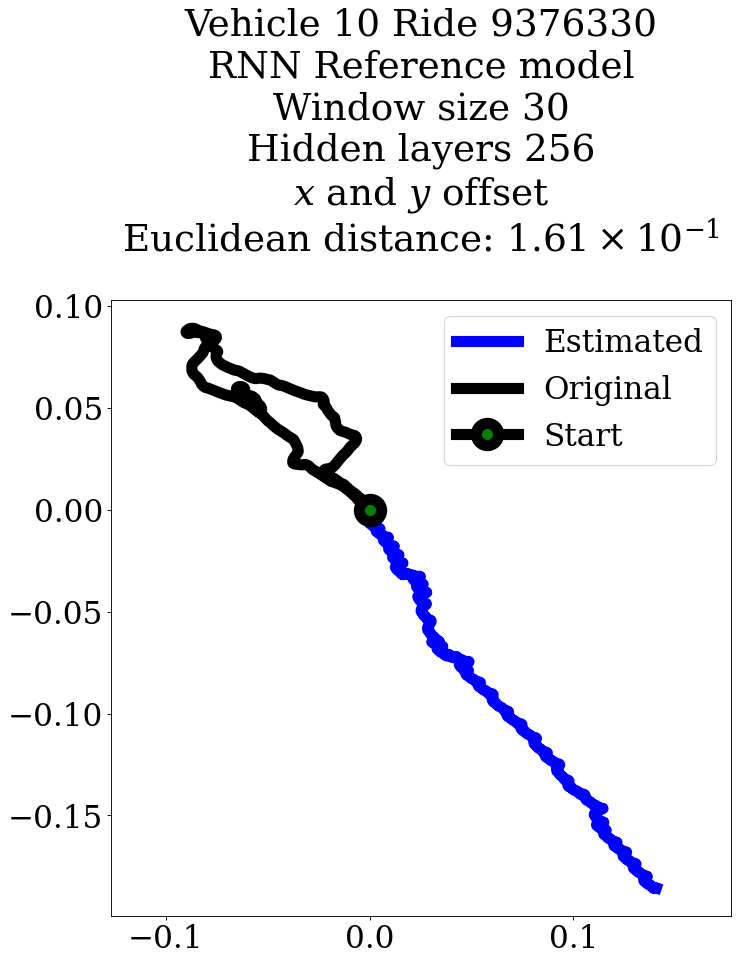 Vehicle 10 Ride 9376330
RNN Reference model
Window size 30
Hidden layers 256
x and y offset
Euclidean distance: 1.61 × 10⁻¹
0.10
0.05
0.00
−0.05
−0.10
−0.15
Estimated
Original
Start
−0.1 0.0 0.1